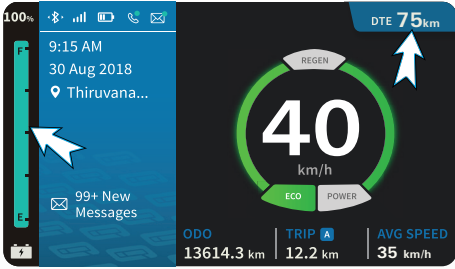 100%
F
E
9:15 AM
30 Aug 2018
Thiruvana...
99+ New
Messages
DTE 75km
REGEN
40
km/h
ECO
POWER
ODO
13614.3 km
TRIP A
12.2 km
AVG SPEED
35 km/h